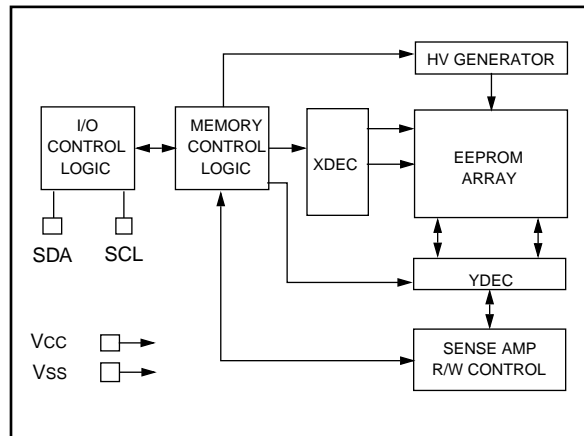 HV GENERATOR
I/O
CONTROL
LOGIC
MEMORY
CONTROL
LOGIC
XDEC
EEPROM
ARRAY
SDA
SCL
YDEC
VCC
VSS
SENSE AMP
R/W CONTROL